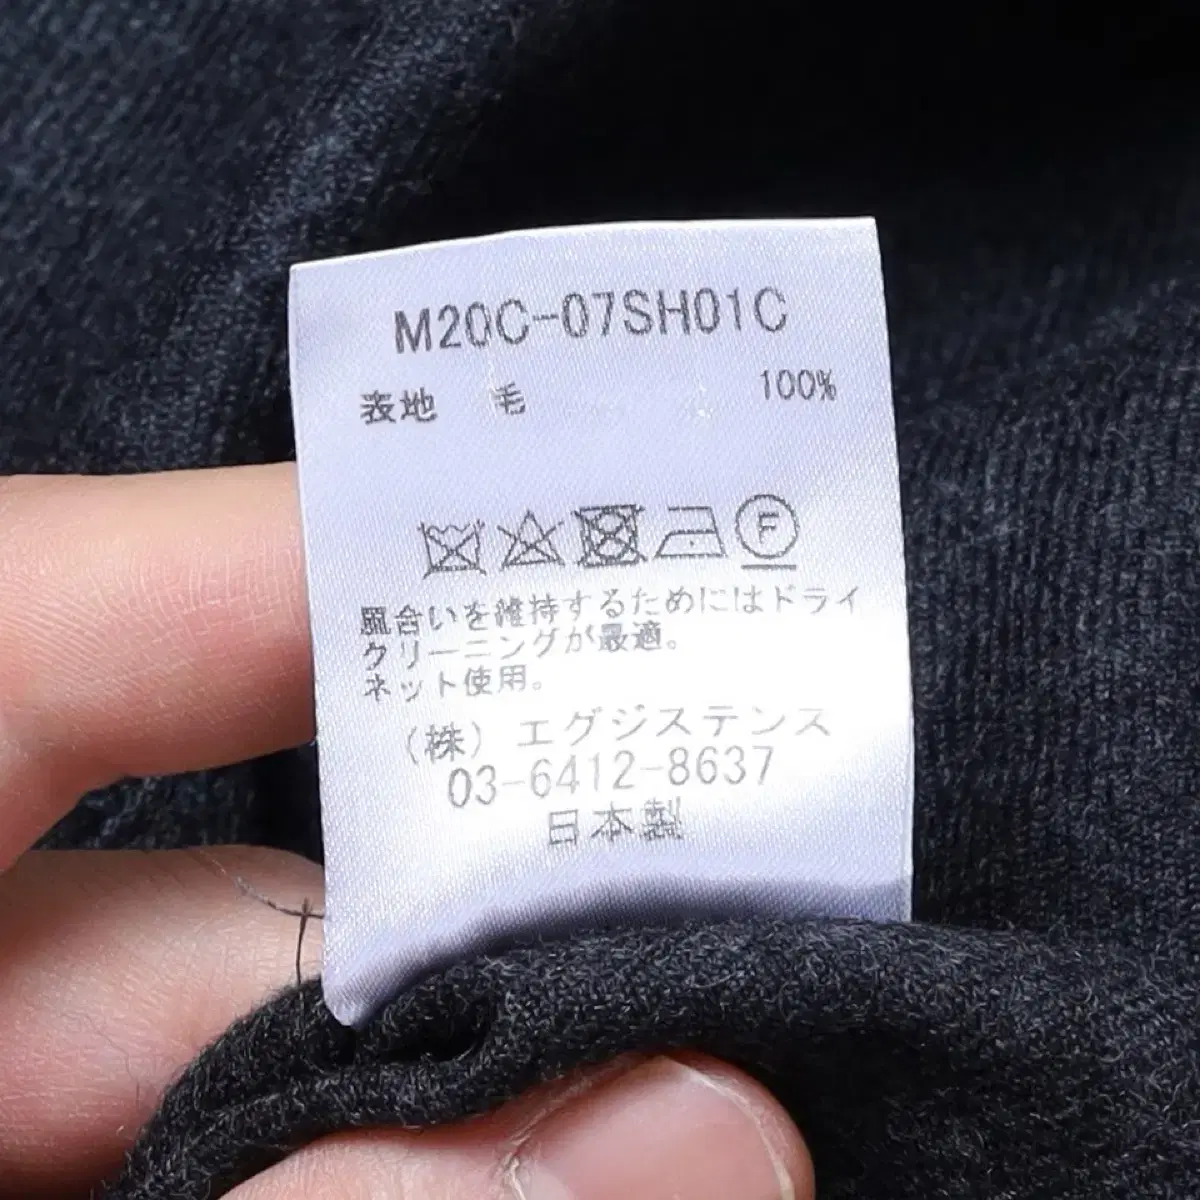 M20C-07SH01C
表地 毛 100%
F
風合いを維持するためにはドライ
クリーニングが最適。
ネット使用。
（株）エグジステンス
03-6412-8637
日本製